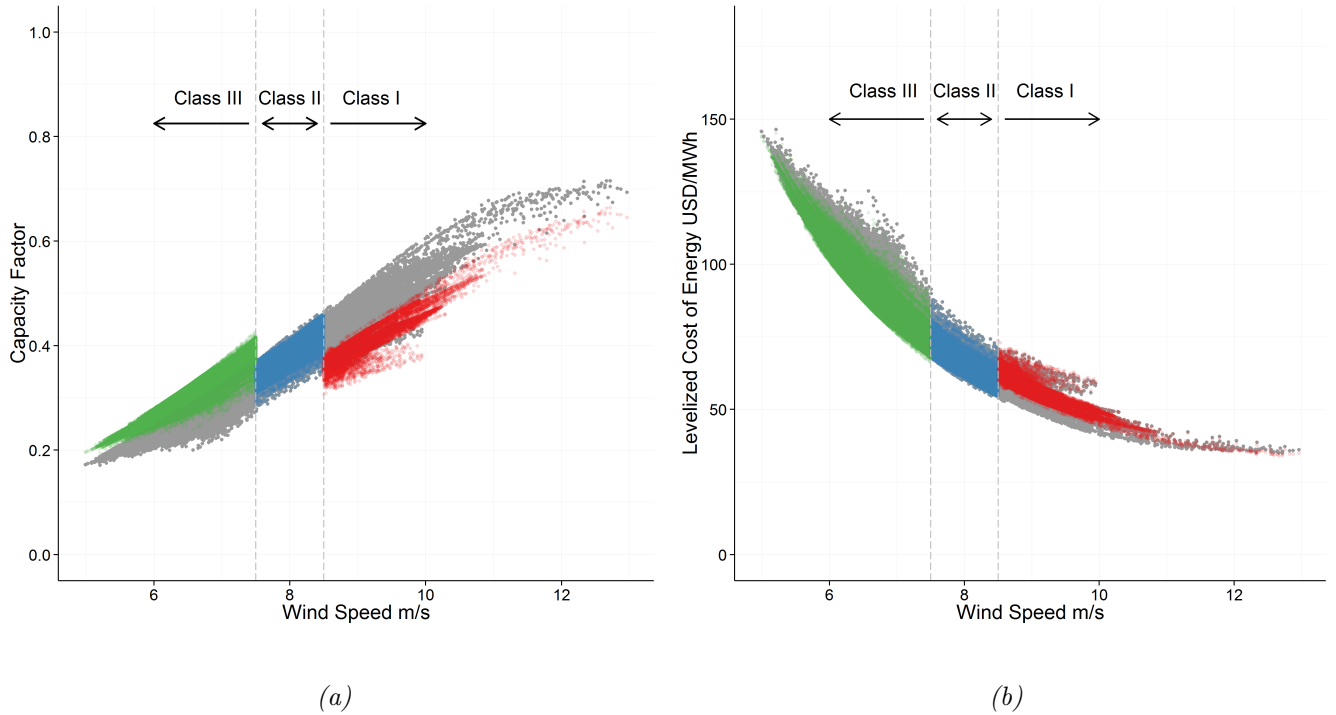 1.0
0.8
0.6
0.4
0.2
0.0
Capacity Factor
Class III Class II Class I
6 8 10 12
Wind Speed m/s
(a)
150
100
50
0
Levelized Cost of Energy USD/MWh
Class III Class II Class I
6 8 10 12
Wind Speed m/s
(b)